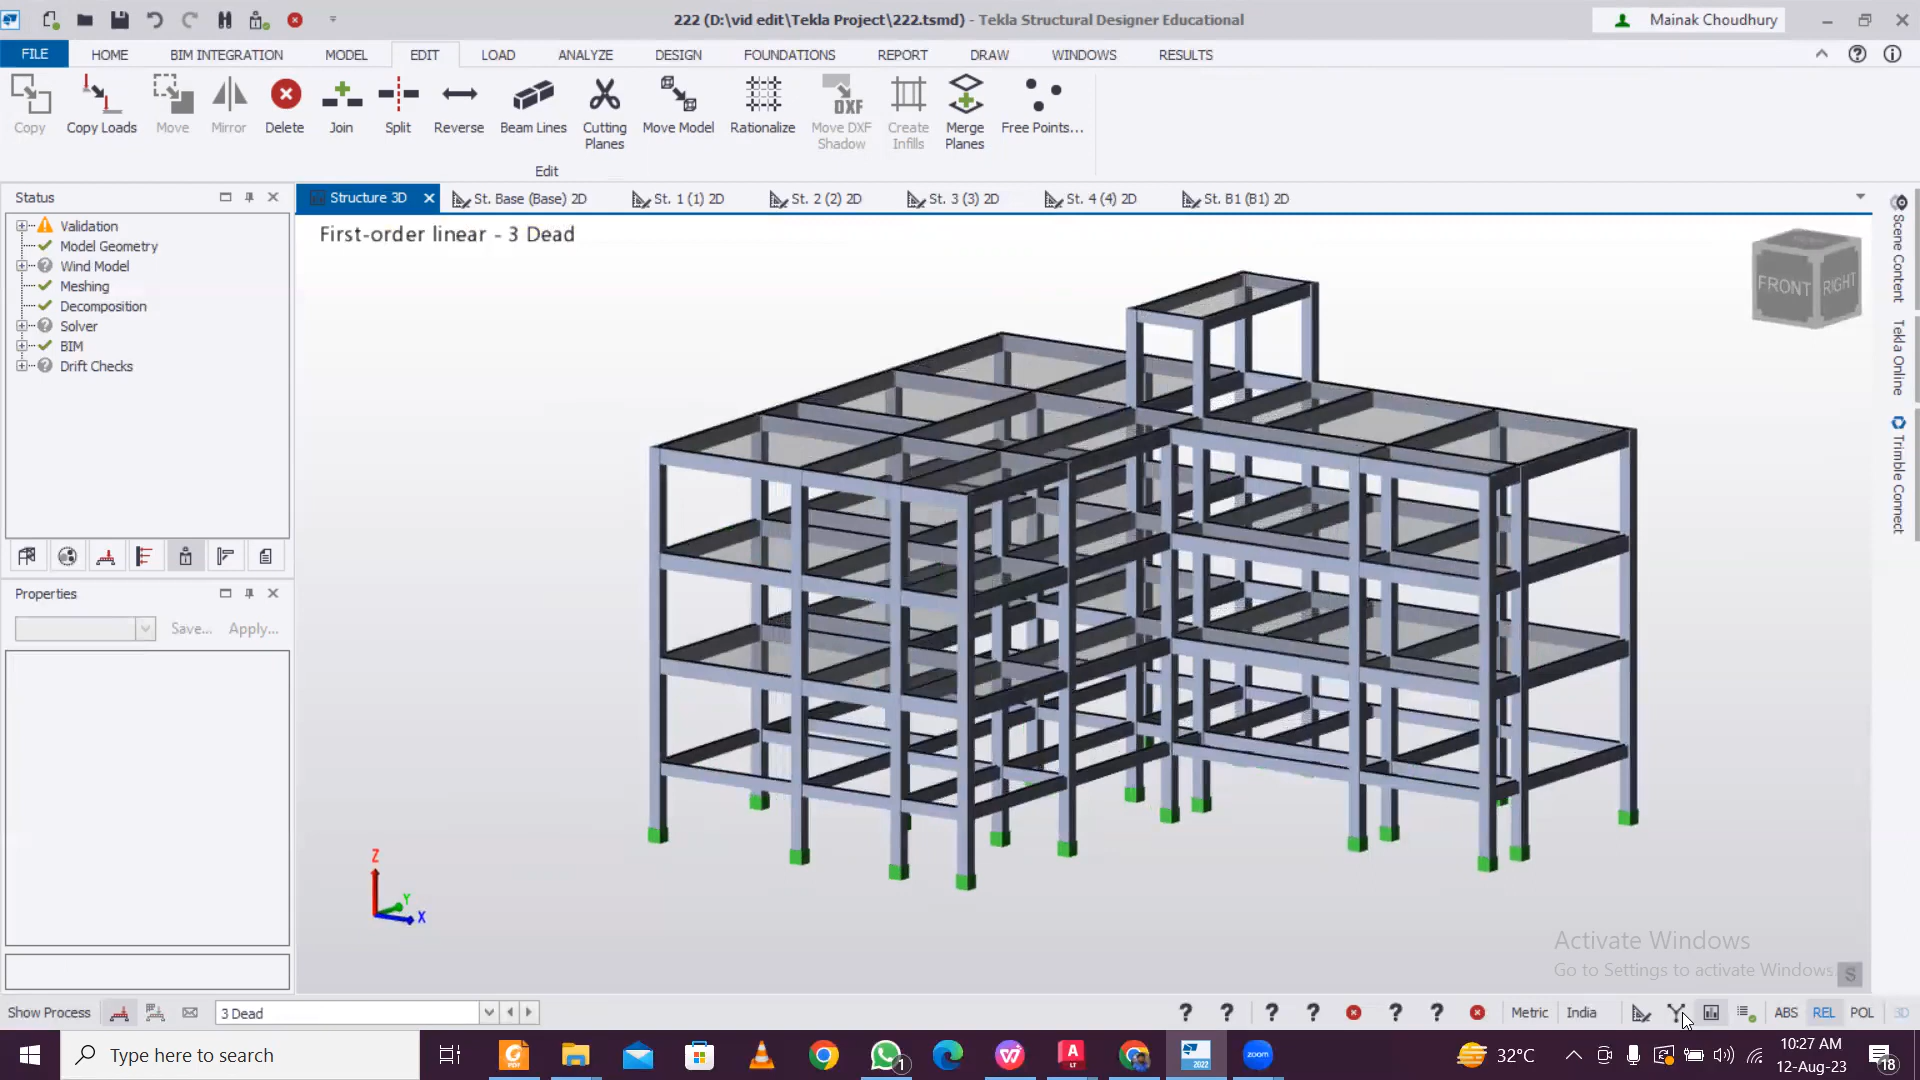 222 (D:\vid edit\Tekla Project\222.tsmd) - Tekla Structural Designer Educational
Mainak Choudhury
FILE HOME BIM INTEGRATION MODEL EDIT LOAD ANALYZE DESIGN FOUNDATIONS REPORT DRAW WINDOWS RESULTS
Copy Copy Loads Move Mirror Delete Join Split Reverse Beam Lines Cutting Planes Move Model Rationalize Move DXF Shadow Create Infills Merge Planes Free Points...
DXF
Edit
Status
Structure 3D St. Base (Base) 2D St. 1 (1) 2D St. 2 (2) 2D St. 3 (3) 2D St. 4 (4) 2D St. B1 (B1) 2D
Validation
Model Geometry
Wind Model
Meshing
Decomposition
Solver
BIM
Drift Checks
First-order linear - 3 Dead
FRONT RIGHT
Scene Content
Tekla Online
Trimble Connect
Properties
Save... Apply...
Z
Y
X
Activate Windows
Go to Settings to activate Windows.
S
Show Process 3 Dead Metric India ABS REL POL 3D
Type here to search
1
2022
zoom
32°C
10:27 AM
12-Aug-23
18